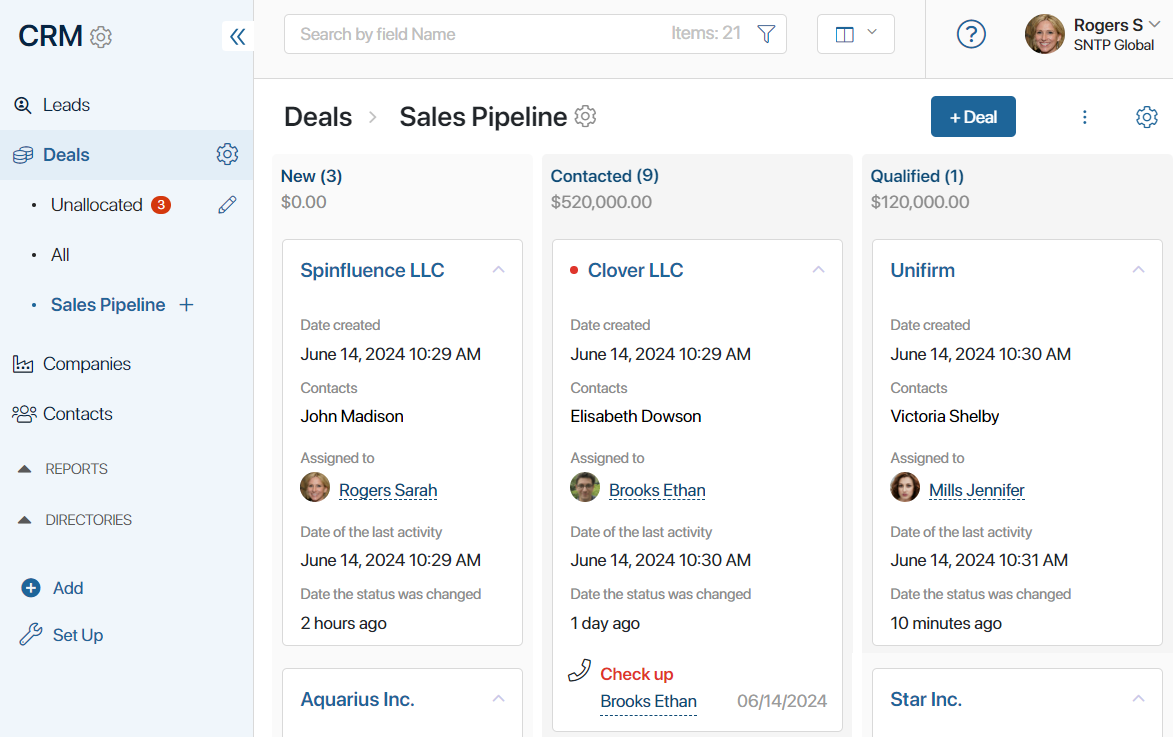 CRM
Search by field Name
Items: 21
?
Rogers S
SNTP Global
Leads
Deals
Unallocated 3
All
Sales Pipeline +
Companies
Contacts
REPORTS
DIRECTORIES
Add
Set Up
Deals > Sales Pipeline
+ Deal
New (3)
$0.00
Spinfluence LLC
Date created
June 14, 2024 10:29 AM
Contacts
John Madison
Assigned to
Rogers Sarah
Date of the last activity
June 14, 2024 10:29 AM
Date the status was changed
2 hours ago
Aquarius Inc.
Contacted (9)
$520,000.00
Clover LLC
Date created
June 14, 2024 10:29 AM
Contacts
Elisabeth Dowson
Assigned to
Brooks Ethan
Date of the last activity
June 14, 2024 10:30 AM
Date the status was changed
1 day ago
Check up
Brooks Ethan 06/14/2024
Qualified (1)
$120,000.00
Unifirm
Date created
June 14, 2024 10:30 AM
Contacts
Victoria Shelby
Assigned to
Mills Jennifer
Date of the last activity
June 14, 2024 10:31 AM
Date the status was changed
10 minutes ago
Star Inc.